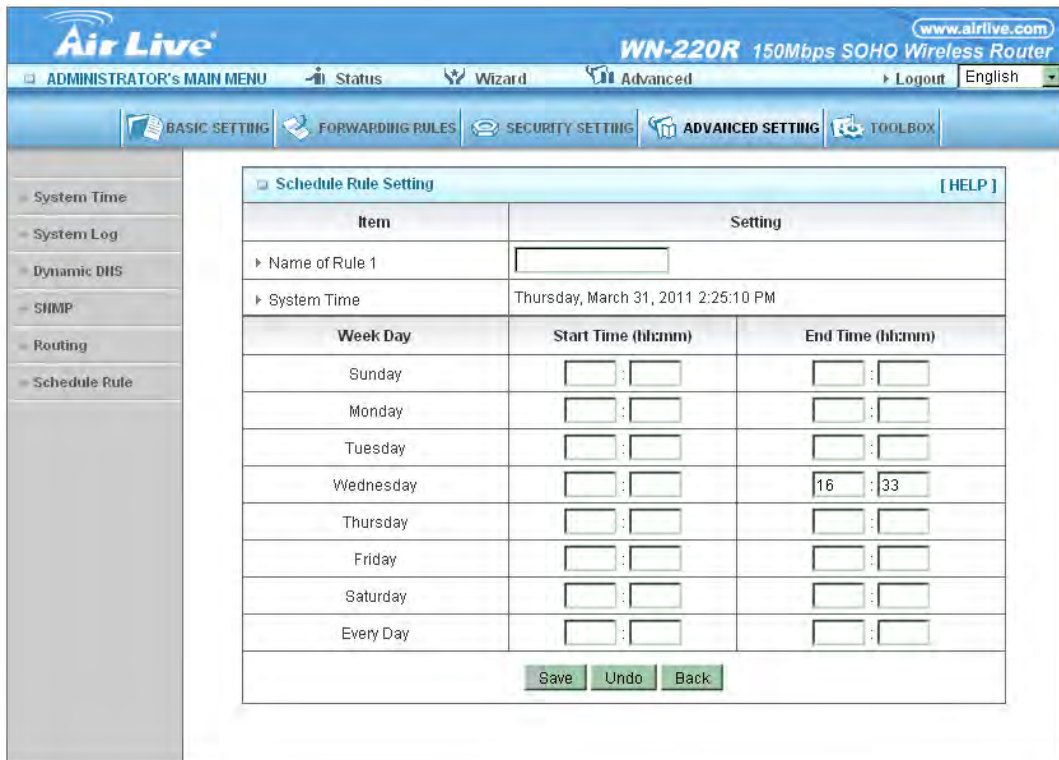 Air Live
www.airlive.com
WN-220R 150Mbps SOHO Wireless Router
ADMINISTRATOR's MAIN MENU Status Wizard Advanced Logout English
BASIC SETTING FORWARDING RULES SECURITY SETTING ADVANCED SETTING TOOLBOX
System Time
System Log
Dynamic DNS
SNMP
Routing
Schedule Rule
Schedule Rule Setting [ HELP ]
Item Setting
Name of Rule 1
System Time Thursday, March 31, 2011 2:25:10 PM
Week Day Start Time (hh:mm) End Time (hh:mm)
Sunday : :
Monday : :
Tuesday : :
Wednesday : 16 : 33
Thursday : :
Friday : :
Saturday : :
Every Day : :
Save Undo Back